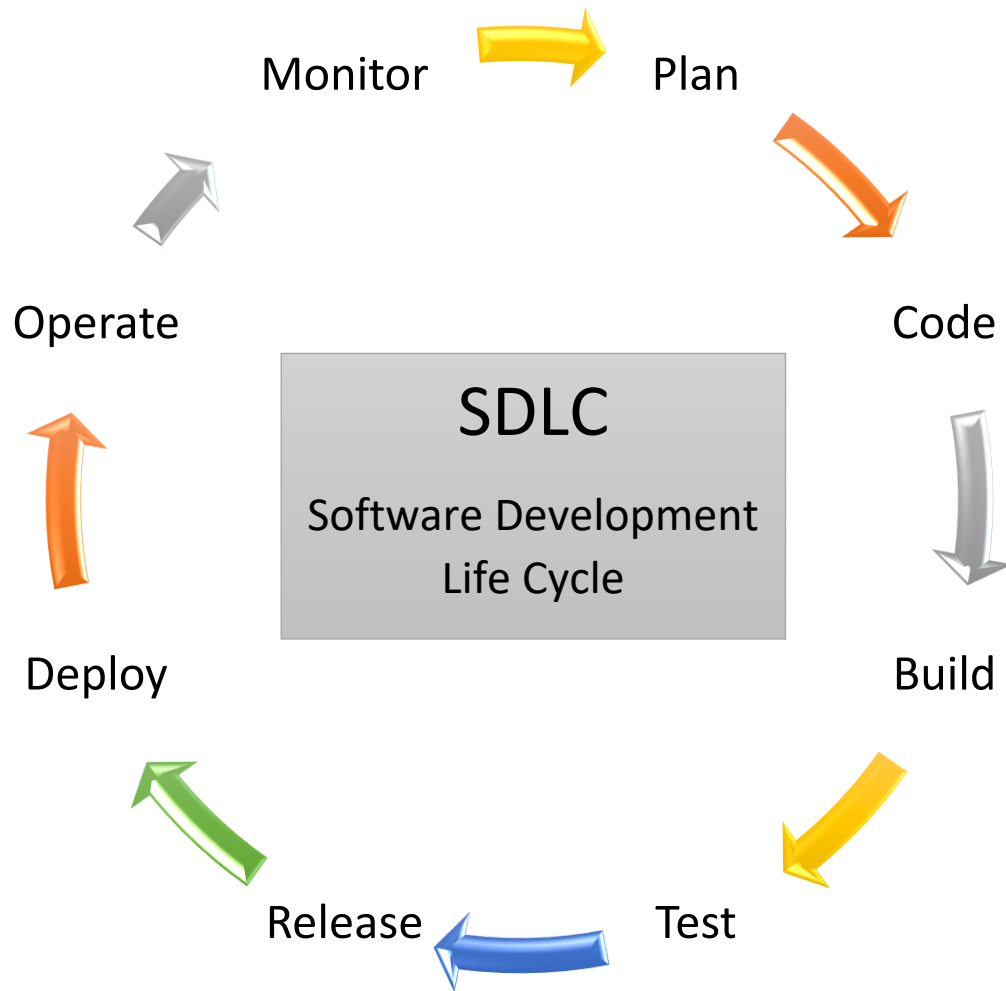 Monitor
Plan
Operate
Code
SDLC
Software Development
Life Cycle
Deploy
Build
Release
Test